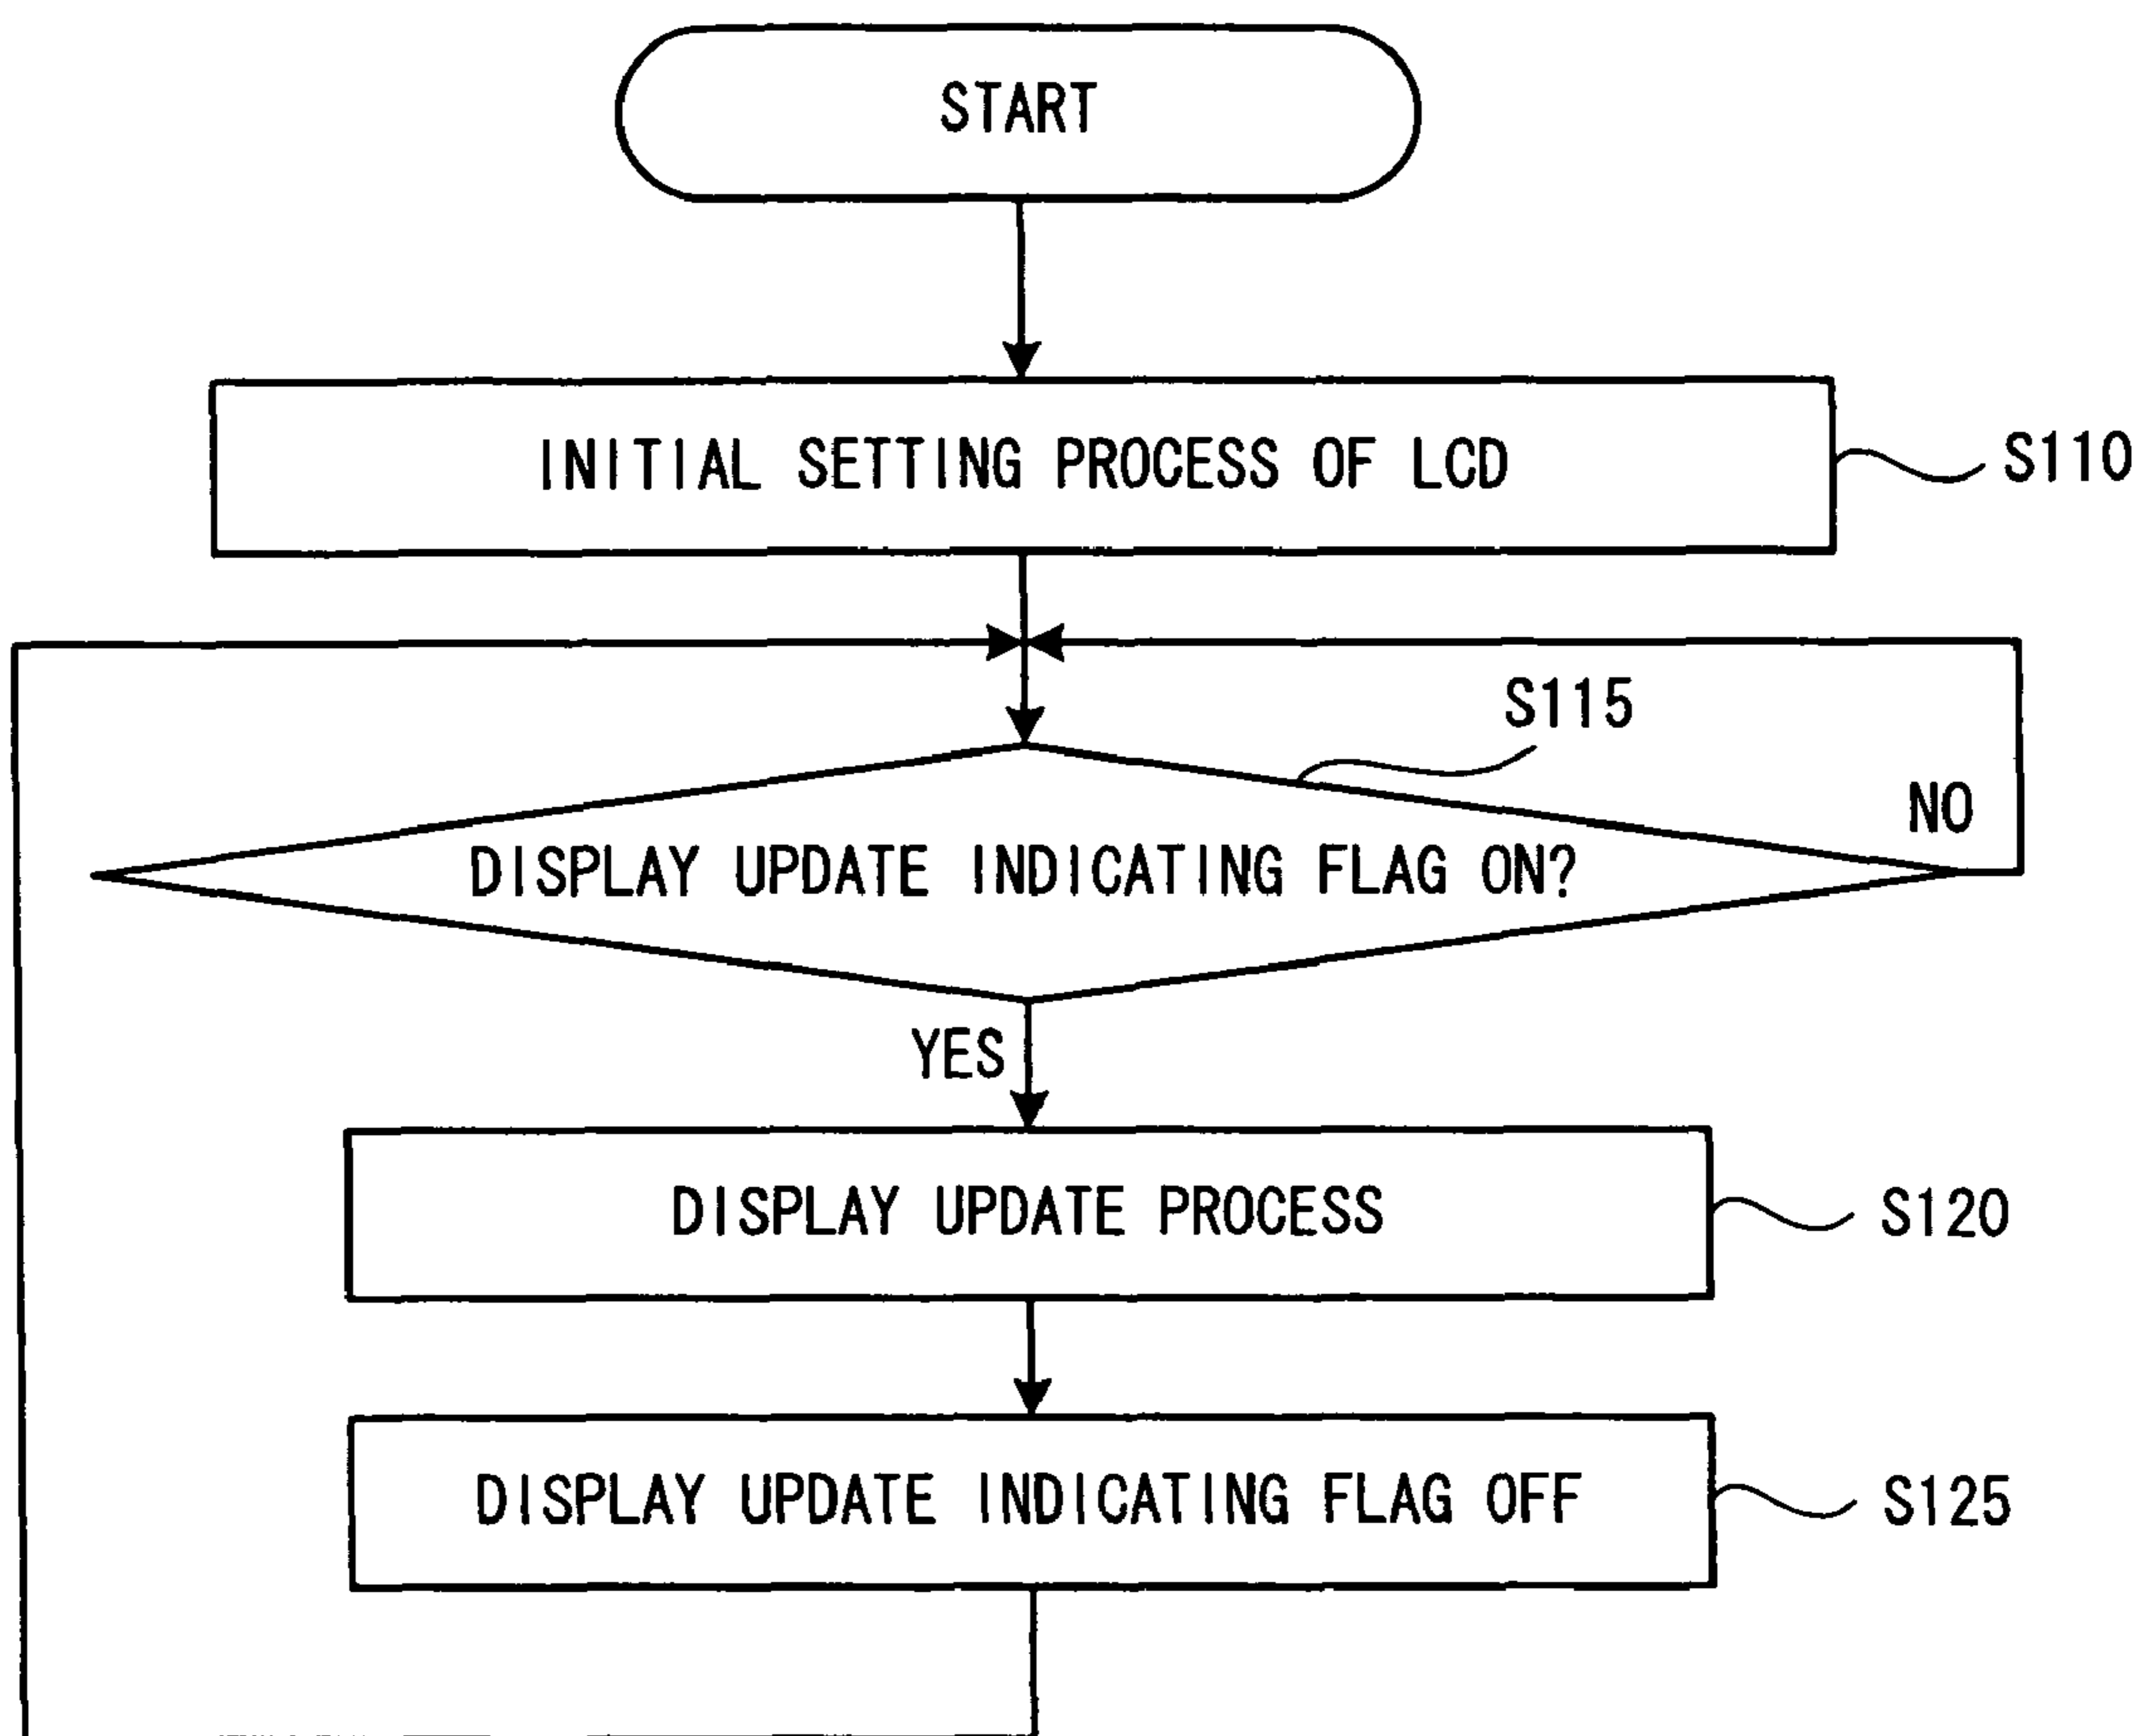 START
INITIAL SETTING PROCESS OF LCD
S110
S115
NO
DISPLAY UPDATE INDICATING FLAG ON?
YES
DISPLAY UPDATE PROCESS
S120
DISPLAY UPDATE INDICATING FLAG OFF
S125